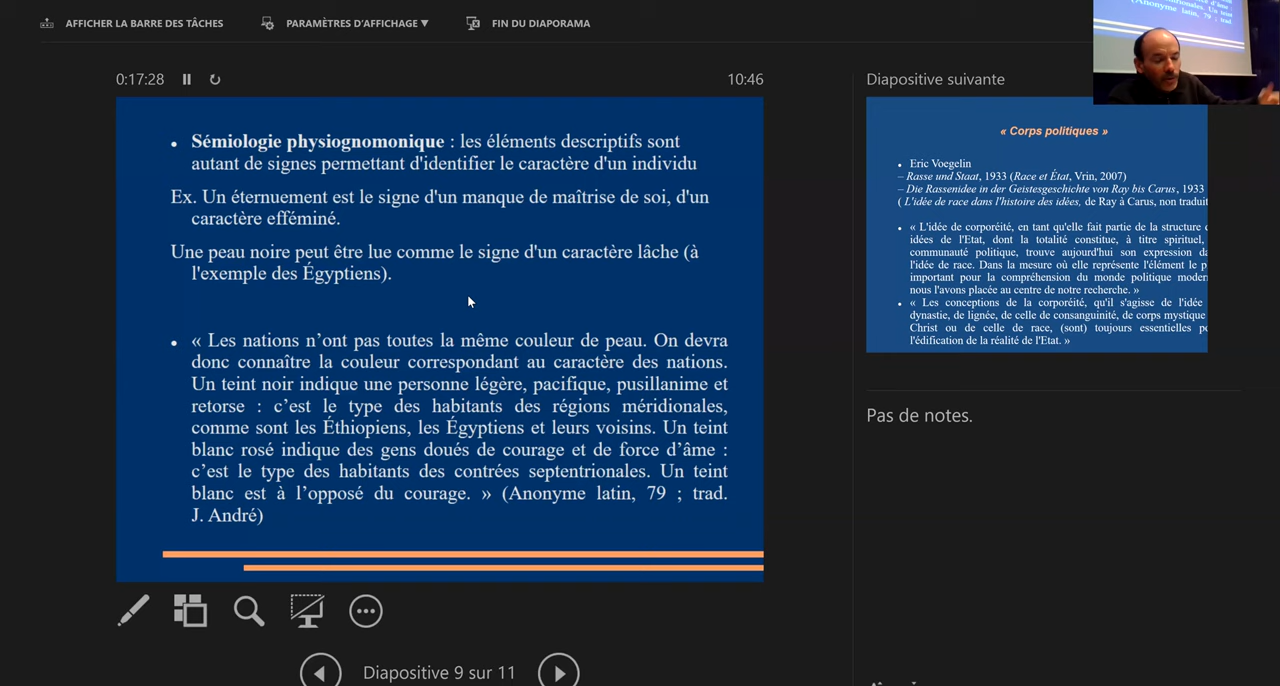 AFFICHER LA BARRE DES TÂCHES
PARAMÈTRES D'AFFICHAGE ▼
FIN DU DIAPORAMA
0:17:28
10:46
• Sémiologie physiognomonique : les éléments descriptifs sont
autant de signes permettant d'identifier le caractère d'un individu
Ex. Un éternuement est le signe d'un manque de maîtrise de soi, d'un
caractère efféminé.
Une peau noire peut être lue comme le signe d'un caractère lâche (à
l'exemple des Égyptiens).
• « Les nations n’ont pas toutes la même couleur de peau. On devra
donc connaître la couleur correspondant au caractère des nations.
Un teint noir indique une personne légère, pacifique, pusillanime et
retorse : c’est le type des habitants des régions méridionales,
comme sont les Éthiopiens, les Égyptiens et leurs voisins. Un teint
blanc rosé indique des gens doués de courage et de force d’âme :
c’est le type des habitants des contrées septentrionales. Un teint
blanc est à l’opposé du courage. » (Anonyme latin, 79 ; trad.
J. André)
Diapositive 9 sur 11
Diapositive suivante
« Corps politiques »
• Eric Voegelin
– Rasse und Staat, 1933 (Race et État, Vrin, 2007)
– Die Rassenidee in der Geistesgeschichte von Ray bis Carus, 1933
( L'idée de race dans l'histoire des idées, de Ray à Carus, non traduit
• « L'idée de corporéité, en tant qu'elle fait partie de la structure
idées de l'Etat, dont la totalité constitue, à titre spirituel,
communauté politique, trouve aujourd'hui son expression da
l'idée de race. Dans la mesure où elle représente l'élément le p
important pour la compréhension du monde politique moder
nous l'avons placée au centre de notre recherche. »
• « Les conceptions de la corporéité, qu'il s'agisse de l'idée
dynastie, de lignée, de celle de consanguinité, de corps mystique
Christ ou de celle de race, (sont) toujours essentielles po
l'édification de la réalité de l'Etat. »
Pas de notes.
(Anonyme latin, 79 ; trad.